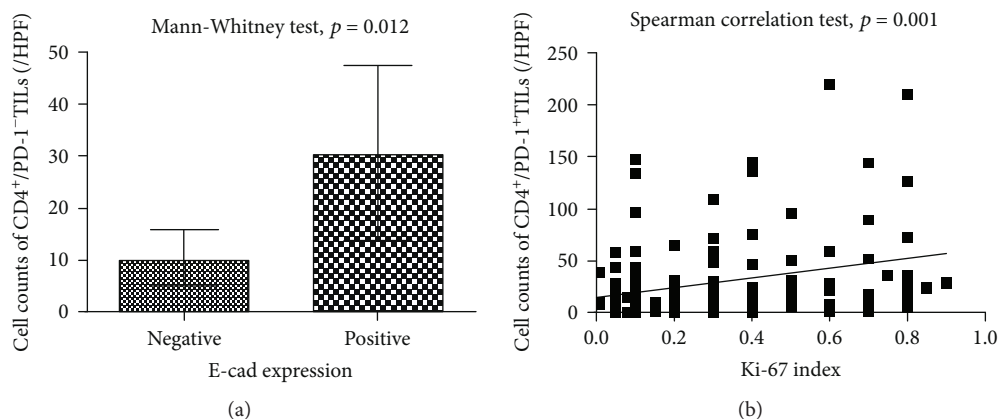 Mann-Whitney test, p = 0.012
Cell counts of CD4⁺/PD-1⁻TILs (/HPF)
50
40
30
20
10
0
Negative
Positive
E-cad expression
(a)
Spearman correlation test, p = 0.001
Cell counts of CD4⁺/PD-1⁺TILs (/HPF)
250
200
150
100
50
0
0.0
0.2
0.4
0.6
0.8
1.0
Ki-67 index
(b)